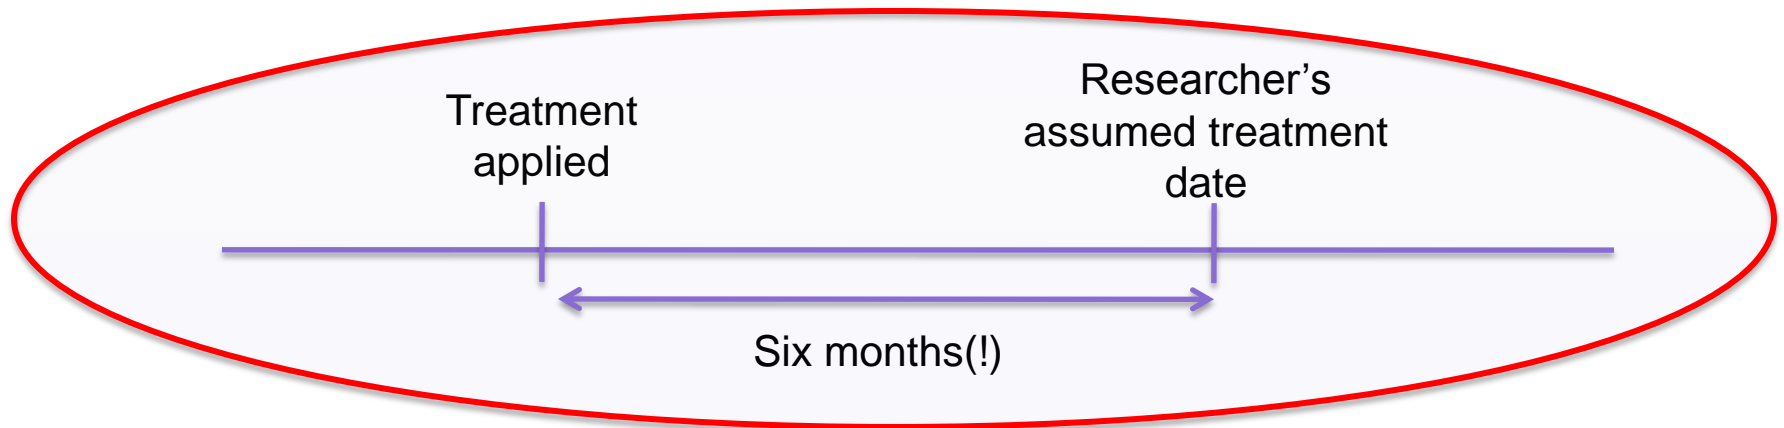 Treatment
applied
Researcher’s
assumed treatment
date
Six months(!)